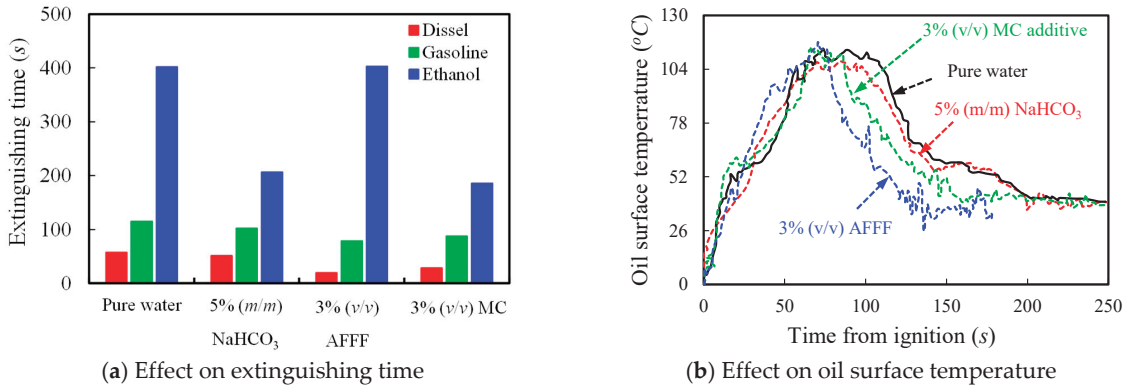 500
400
300
200
100
0
Extinguishing time (s)
Dissel
Gasoline
Ethanol
Pure water
5% (m/m)
NaHCO₃
3% (v/v)
AFFF
3% (v/v) MC
(a) Effect on extinguishing time
130
104
78
52
26
0
Oil surface temperature (°C)
3% (v/v) MC additive
Pure water
5% (m/m) NaHCO₃
3% (v/v) AFFF
0
50
100
150
200
250
Time from ignition (s)
(b) Effect on oil surface temperature